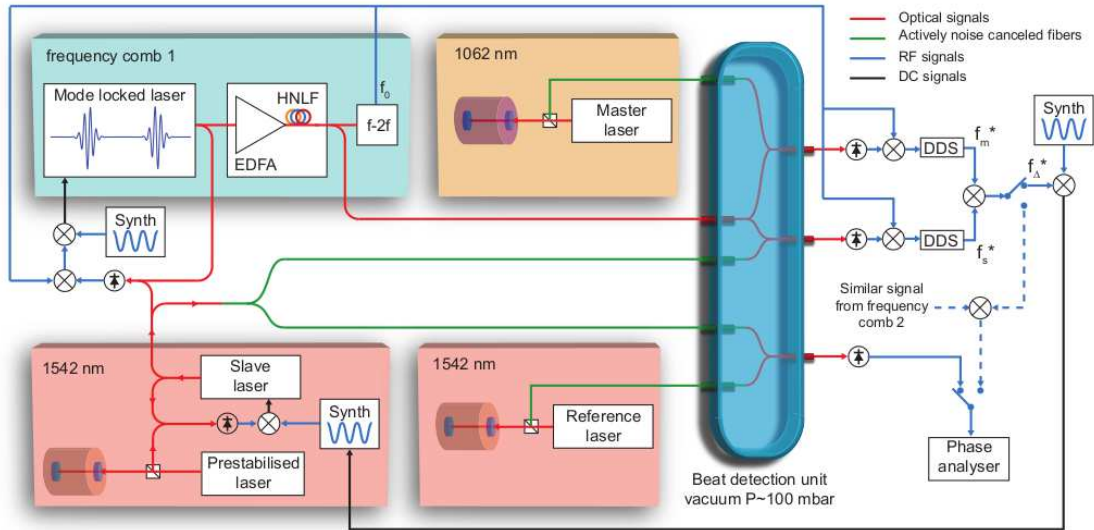 frequency comb 1
Mode locked laser
HNLF
EDFA
f-2f
f₀
1062 nm
Master
laser
Optical signals
Actively noise canceled fibers
RF signals
DC signals
Synth
DDS
fₘ*
f_Δ*
DDS
fₛ*
Synth
Similar signal
from frequency
comb 2
1542 nm
Slave
laser
Synth
Prestabilised
laser
1542 nm
Reference
laser
Beat detection unit
vacuum P~100 mbar
Phase
analyser